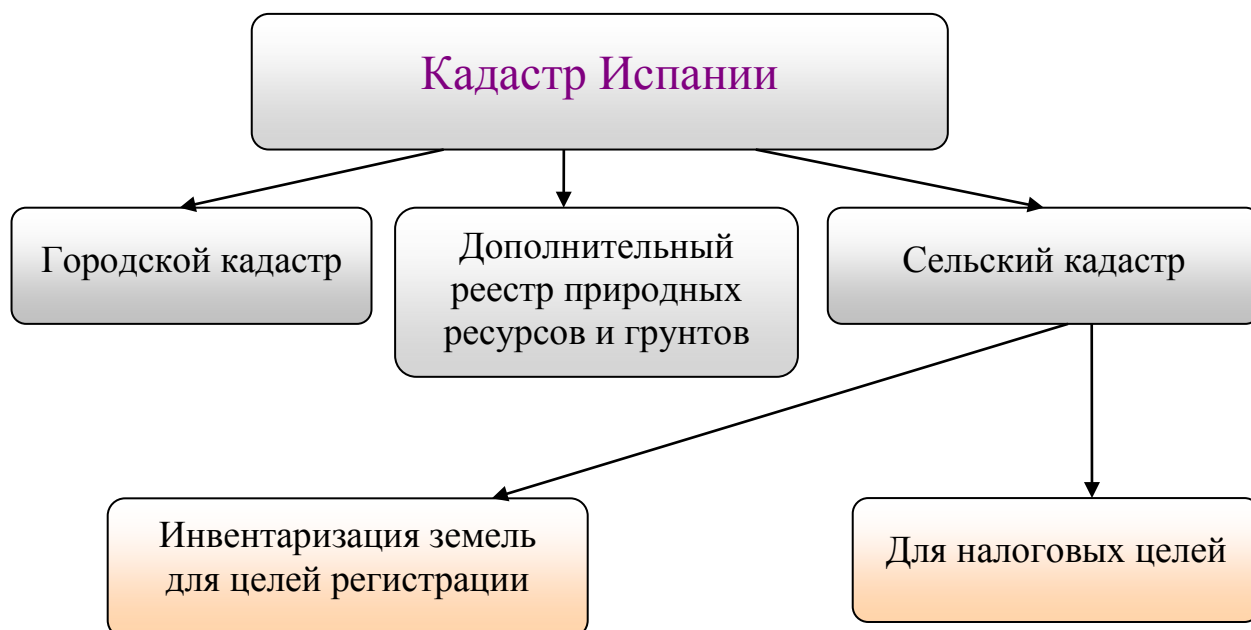 Кадастр Испании
Городской кадастр
Дополнительный
реестр природных
ресурсов и грунтов
Сельский кадастр
Инвентаризация земель
для целей регистрации
Для налоговых целей